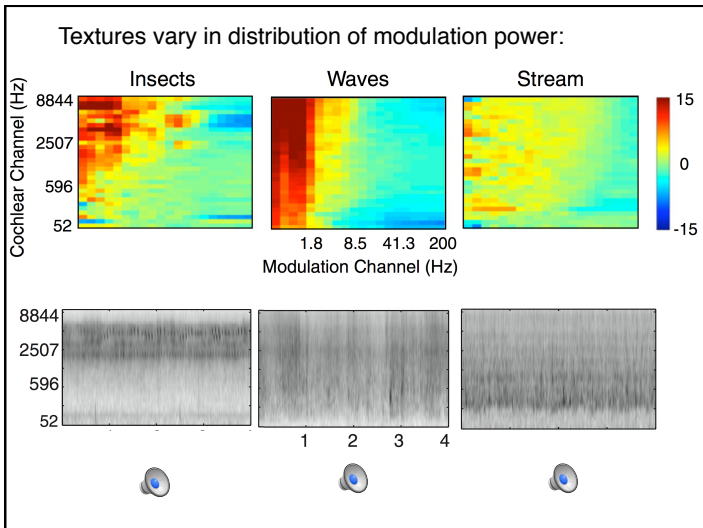 Textures vary in distribution of modulation power:
Insects Waves Stream
Cochlear Channel (Hz)
8844
2507
596
52
15
0
-15
1.8 8.5 41.3 200
Modulation Channel (Hz)
8844
2507
596
52
1 2 3 4